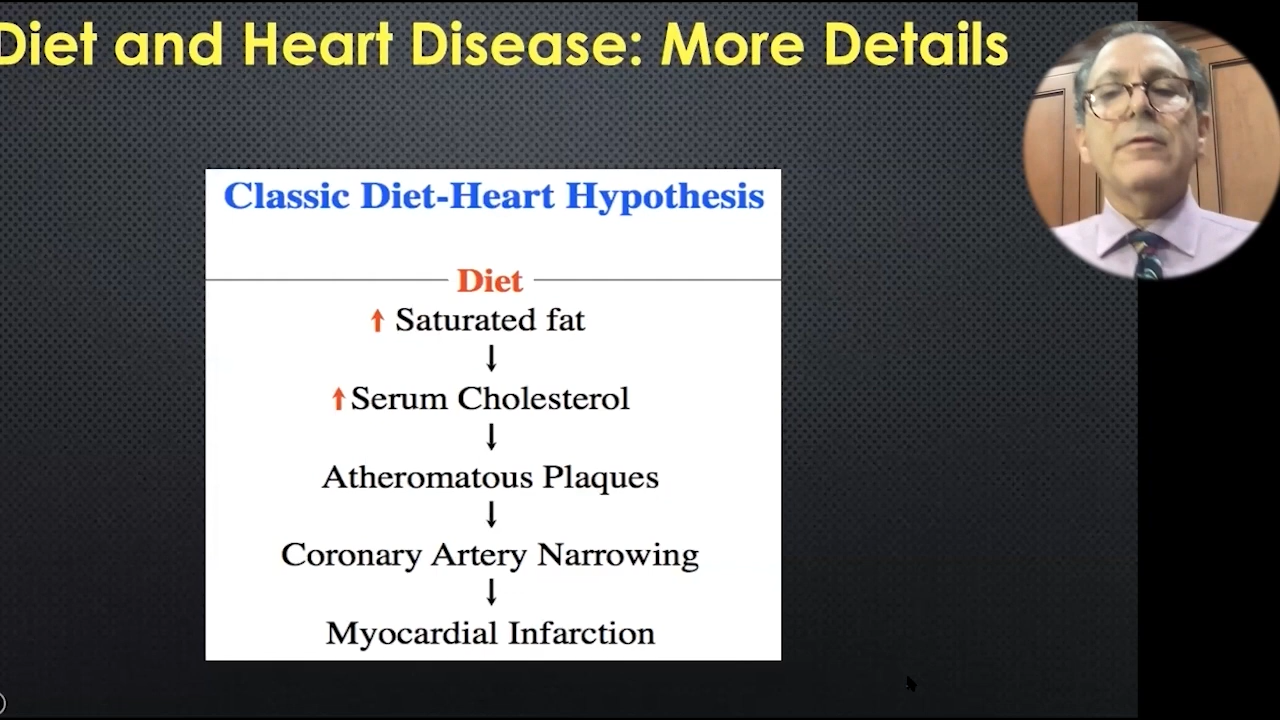 Diet and Heart Disease: More Details
Classic Diet-Heart Hypothesis
Diet
↑ Saturated fat
↓
↑ Serum Cholesterol
↓
Atheromatous Plaques
↓
Coronary Artery Narrowing
↓
Myocardial Infarction